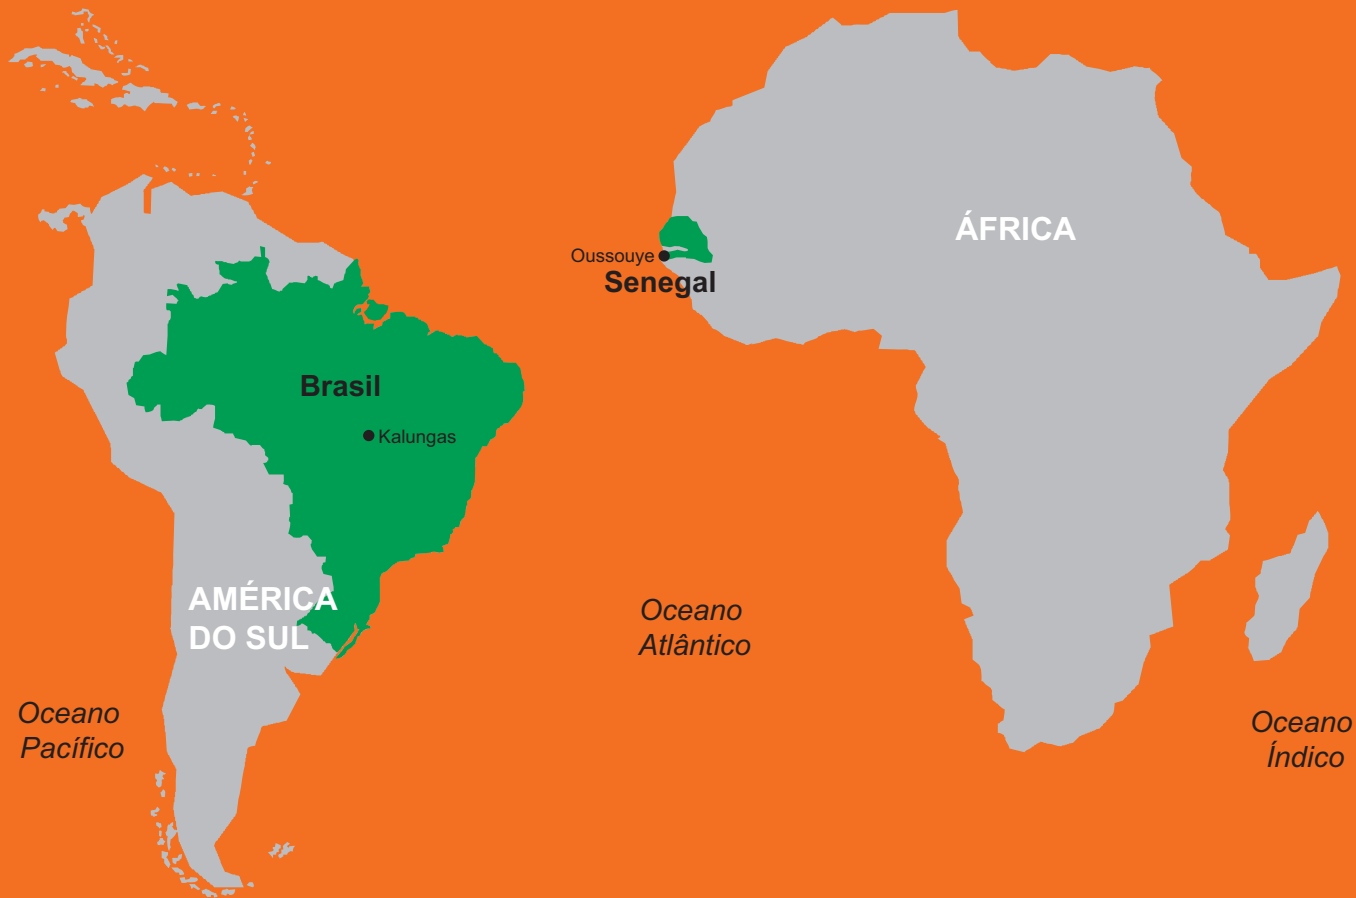 ÁFRICA
Oussouye
Senegal
Brasil
Kalungas
AMÉRICA
DO SUL
Oceano
Atlântico
Oceano
Pacífico
Oceano
Índico